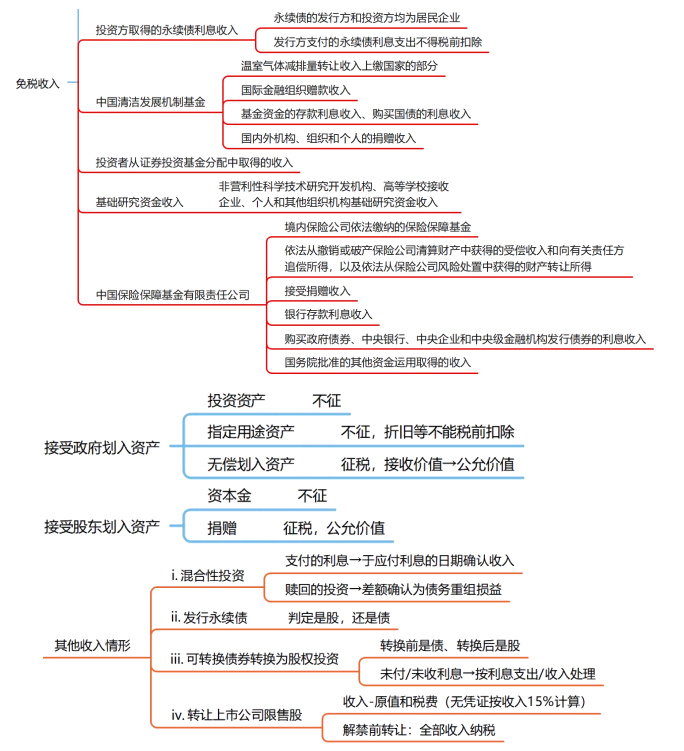 免税收入
投资方取得的永续债利息收入
永续债的发行方和投资方均为居民企业
发行方支付的永续债利息支出不得税前扣除
中国清洁发展机制基金
温室气体减排量转让收入上缴国家的部分
国际金融组织赠款收入
基金资金的存款利息收入、购买国债的利息收入
国内外机构、组织和个人的捐赠收入
投资者从证券投资基金分配中取得的收入
基础研究资金收入
非营利性科学技术研究开发机构、高等学校接收
企业、个人和其他组织机构基础研究资金收入
中国保险保障基金有限责任公司
境内保险公司依法缴纳的保险保障基金
依法从撤销或破产保险公司清算财产中获得的受偿收入和向有关责任方
追偿所得，以及依法从保险公司风险处置中获得的财产转让所得
接受捐赠收入
银行存款利息收入
购买政府债券、中央银行、中央企业和中央级金融机构发行债券的利息收入
国务院批准的其他资金运用取得的收入
接受政府划入资产
投资资产 不征
指定用途资产 不征，折旧等不能税前扣除
无偿划入资产 征税，接收价值→公允价值
接受股东划入资产
资本金 不征
捐赠 征税，公允价值
其他收入情形
i. 混合性投资
支付的利息→于应付利息的日期确认收入
赎回的投资→差额确认为债务重组损益
ii. 发行永续债 判定是股，还是债
iii. 可转换债券转换为股权投资
转换前是债、转换后是股
未付/未收利息→按利息支出/收入处理
iv. 转让上市公司限售股
收入-原值和税费（无凭证按收入15%计算）
解禁前转让：全部收入纳税